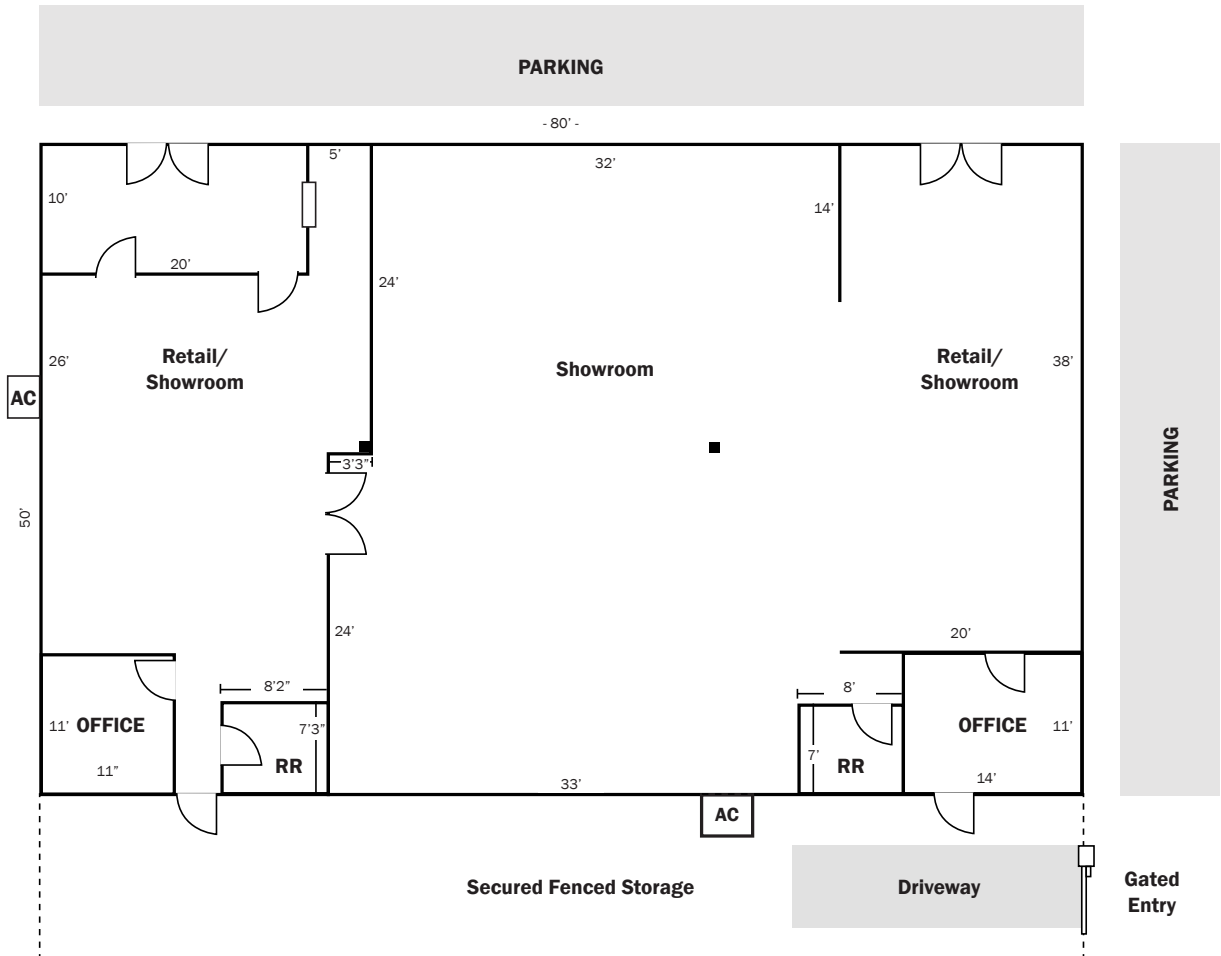 PARKING
- 80' -
5'
32'
10'
14'
20'
24'
26'
Retail/
Showroom
Showroom
Retail/
Showroom
38'
AC
3'3"
PARKING
50'
24'
20'
8'2"
8'
11'
OFFICE
7'3"
RR
11"
7'
RR
OFFICE
11'
14'
33'
AC
Secured Fenced Storage
Driveway
Gated
Entry